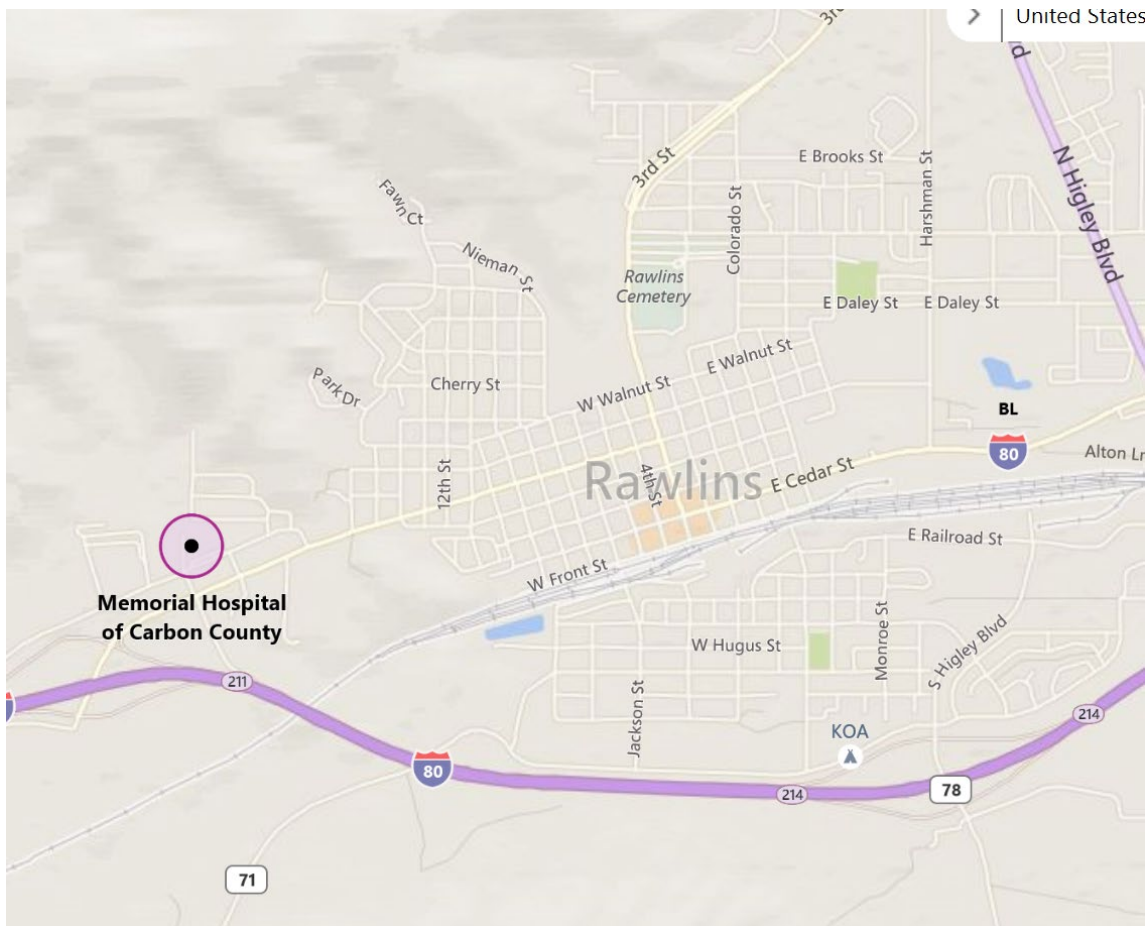 3rd
United States
vd
N Higley Blvd
E Brooks St
3rd St
Harshman St
Colorado St
Fawn Ct
Nieman St
Rawlins
Cemetery
E Daley St
E Daley St
E Walnut St
Park Dr
Cherry St
W Walnut St
BL
80
Alton Ln
12th St
4th St
Rawlins
E Cedar St
E Railroad St
W Front St
Memorial Hospital
of Carbon County
Monroe St
W Hugus St
S Higley Blvd
211
Jackson St
214
KOA
80
214
78
71